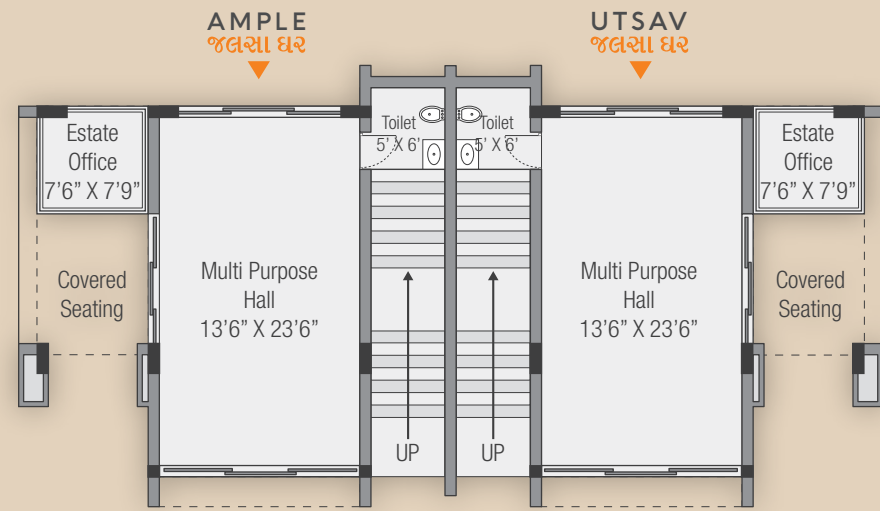 AMPLE
જલસા ઘર
UTSAV
જલસા ઘર
Estate
Office
7'6” X 7'9”
Toilet
5' X 6'
Toilet
5' X 6'
Estate
Office
7'6” X 7'9”
Covered
Seating
Multi Purpose
Hall
13'6” X 23'6”
Multi Purpose
Hall
13'6” X 23'6”
Covered
Seating
UP
UP